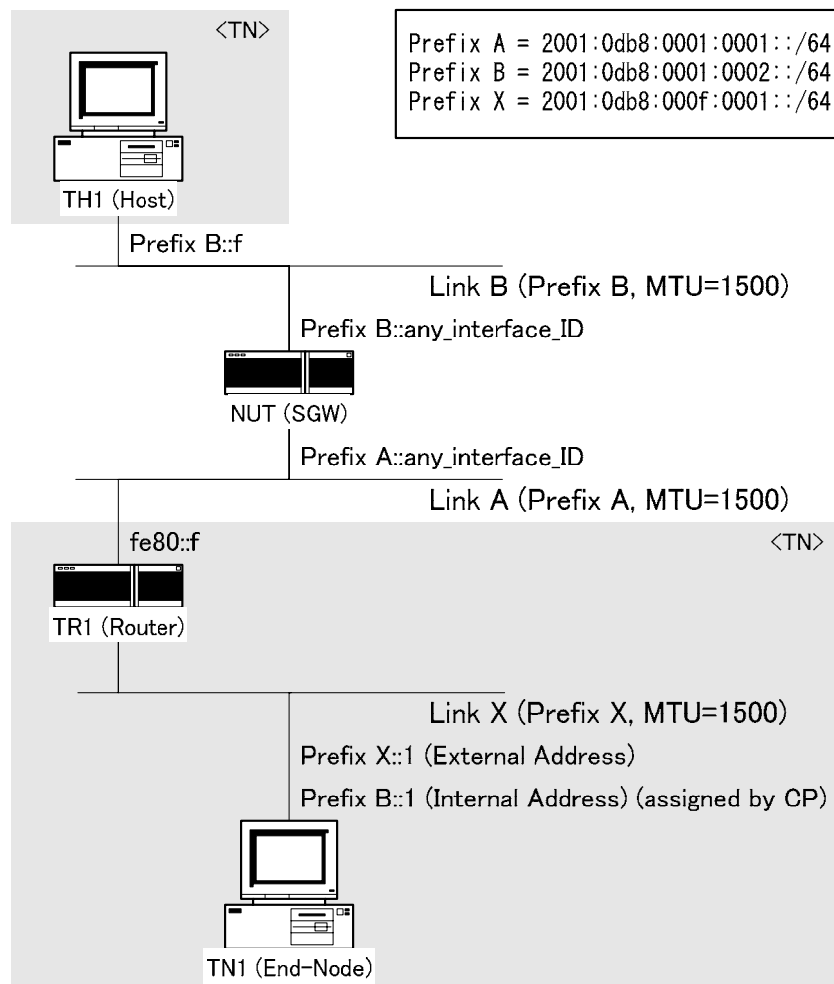 <TN>
Prefix A = 2001:0db8:0001:0001::/64
Prefix B = 2001:0db8:0001:0002::/64
Prefix X = 2001:0db8:000f:0001::/64
TH1 (Host)
Prefix B::f
Link B (Prefix B, MTU=1500)
Prefix B::any_interface_ID
NUT (SGW)
Prefix A::any_interface_ID
Link A (Prefix A, MTU=1500)
fe80::f
<TN>
TR1 (Router)
Link X (Prefix X, MTU=1500)
Prefix X::1 (External Address)
Prefix B::1 (Internal Address) (assigned by CP)
TN1 (End-Node)